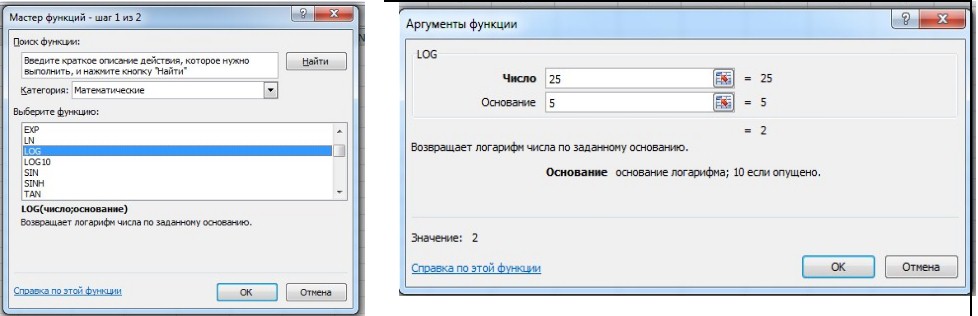 Мастер функций - шаг 1 из 2
Поиск функции:
Введите краткое описание действия, которое нужно
выполнить, и нажмите кнопку "Найти"
Найти
Категория: Математические
Выберите функцию:
EXP
LN
LOG
LOG10
SIN
SINH
TAN
LOG(число;основание)
Возвращает логарифм числа по заданному основанию.
Справка по этой функции
ОК
Отмена
Аргументы функции
LOG
Число 25 = 25
Основание 5 = 5
= 2
Возвращает логарифм числа по заданному основанию.
Основание основание логарифма; 10 если опущено.
Значение: 2
Справка по этой функции
ОК
Отмена